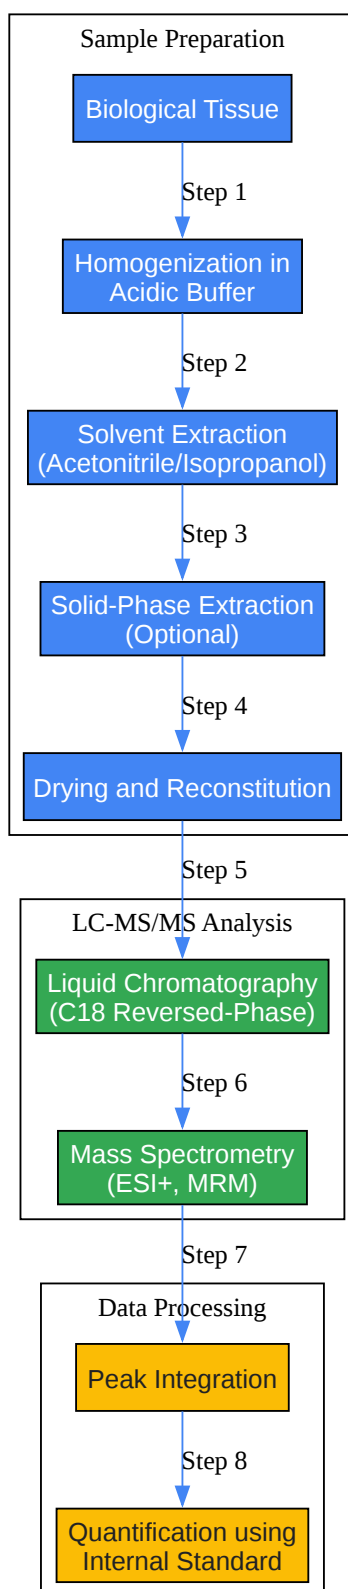 Sample Preparation
Biological Tissue
Step 1
Homogenization in
Acidic Buffer
Step 2
Solvent Extraction
(Acetonitrile/Isopropanol)
Step 3
Solid-Phase Extraction
(Optional)
Step 4
Drying and Reconstitution
Step 5
LC-MS/MS Analysis
Liquid Chromatography
(C18 Reversed-Phase)
Step 6
Mass Spectrometry
(ESI+, MRM)
Step 7
Data Processing
Peak Integration
Step 8
Quantification using
Internal Standard